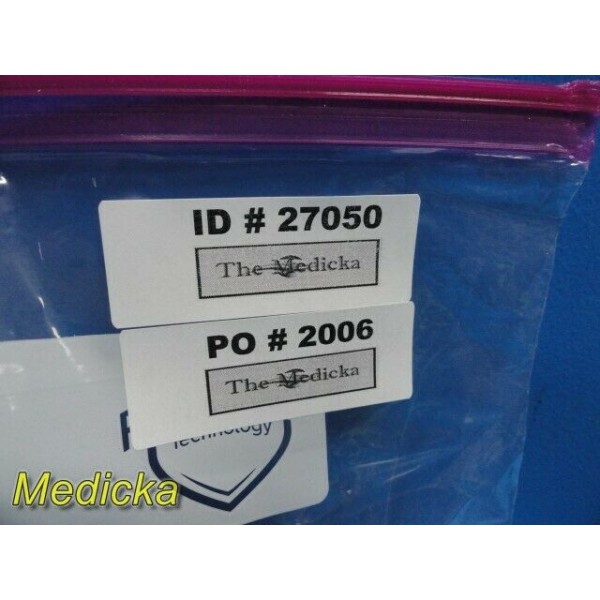 ID # 27050
The Medicka
PO # 2006
The Medicka
Technology
Medicka